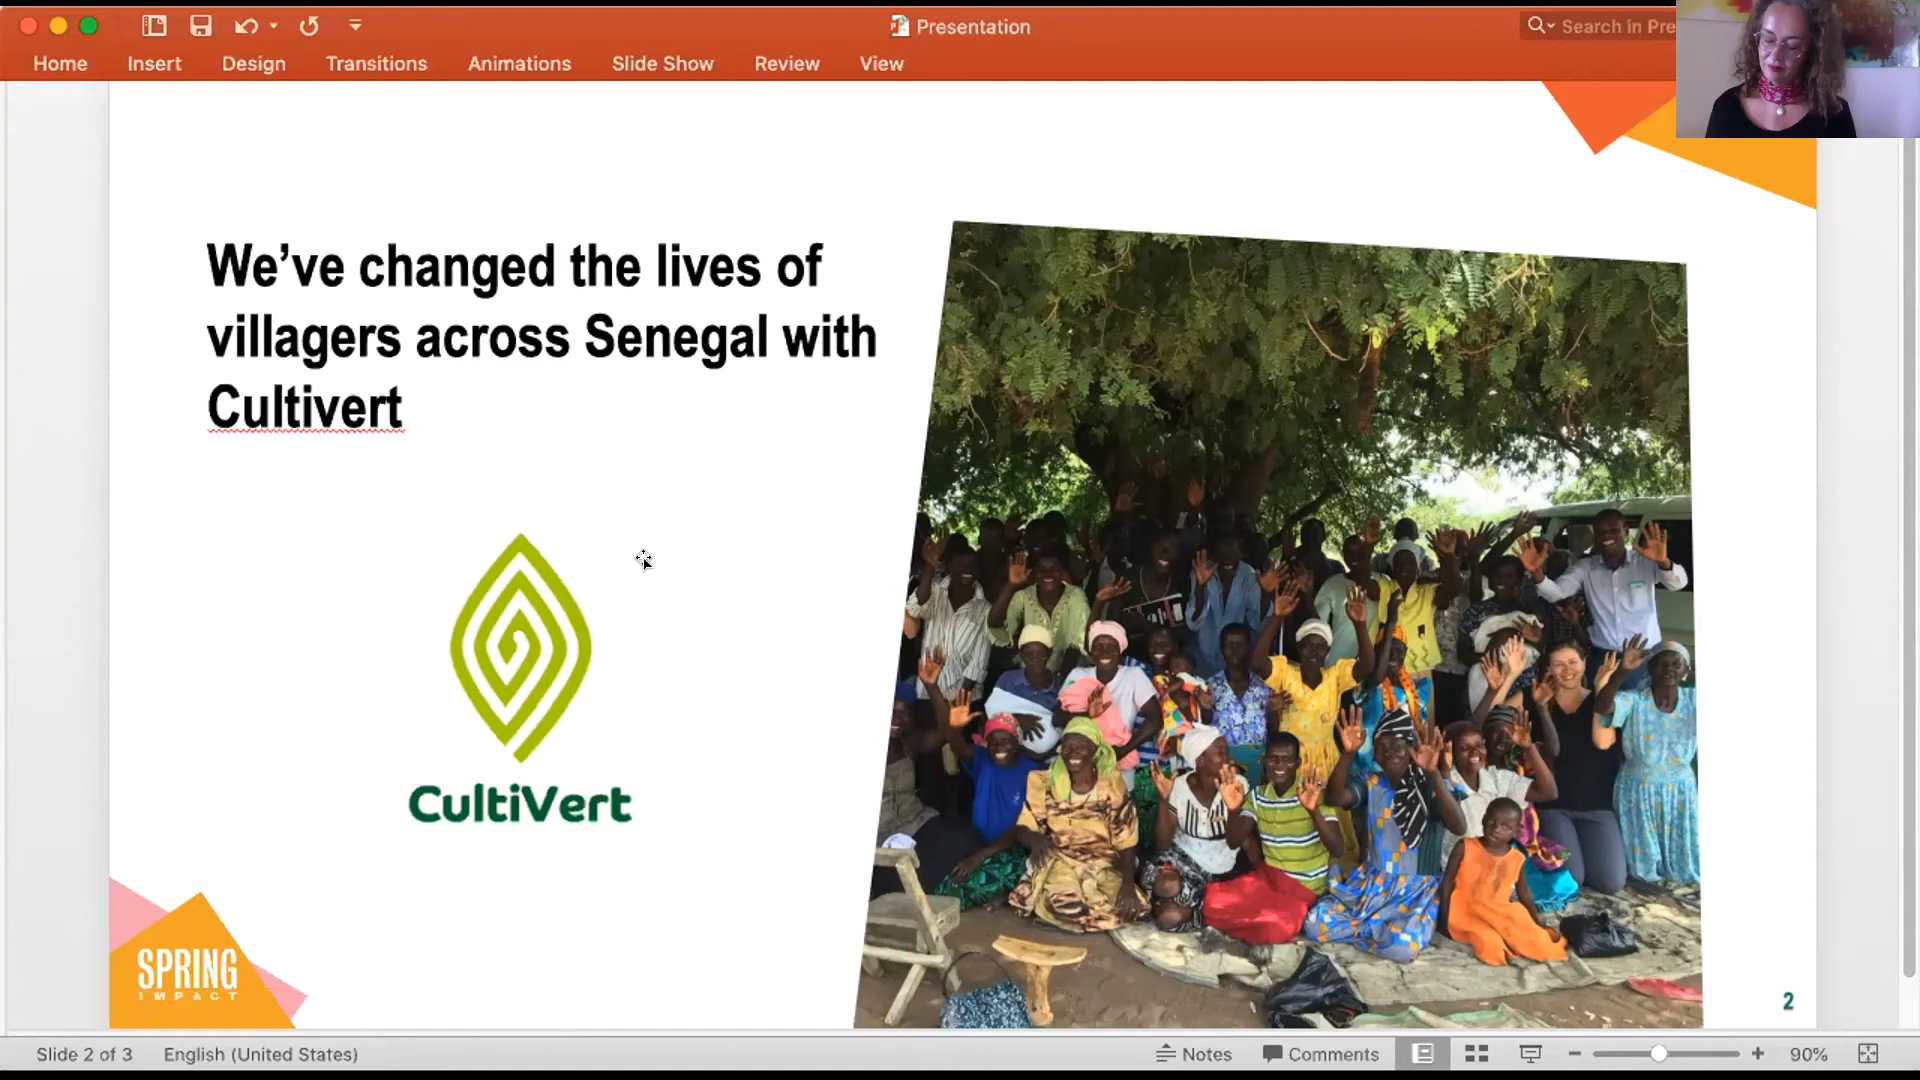 Presentation
Search in Pre
Home Insert Design Transitions Animations Slide Show Review View
We've changed the lives of
villagers across Senegal with
Cultivert
CultiVert
SPRING
IMPACT
2
Slide 2 of 3 English (United States) Notes Comments 90%